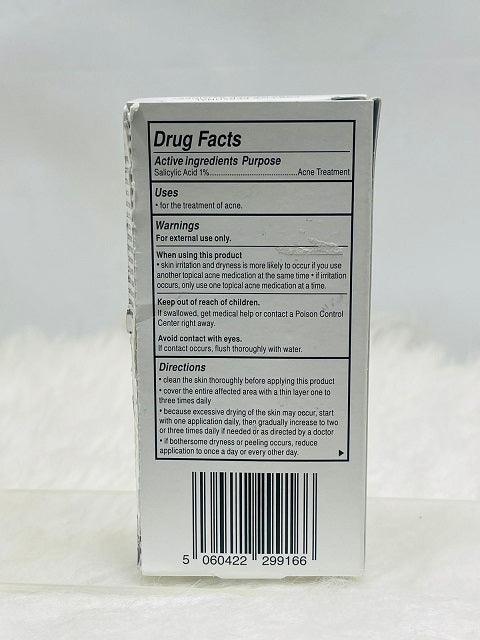 Drug Facts
Active ingredients Purpose
Salicylic Acid 1%..........................................Acne Treatment
Uses
• for the treatment of acne.
Warnings
For external use only.
When using this product
• skin irritation and dryness is more likely to occur if you use
another topical acne medication at the same time • if irritation
occurs, only use one topical acne medication at a time.
Keep out of reach of children.
If swallowed, get medical help or contact a Poison Control
Center right away.
Avoid contact with eyes.
If contact occurs, flush thoroughly with water.
Directions
• clean the skin thoroughly before applying this product
• cover the entire affected area with a thin layer one to
three times daily
• because excessive drying of the skin may occur, start
with one application daily, then gradually increase to two
or three times daily if needed or as directed by a doctor
• if bothersome dryness or peeling occurs, reduce
application to once a day or every other day.
5 060422 299166